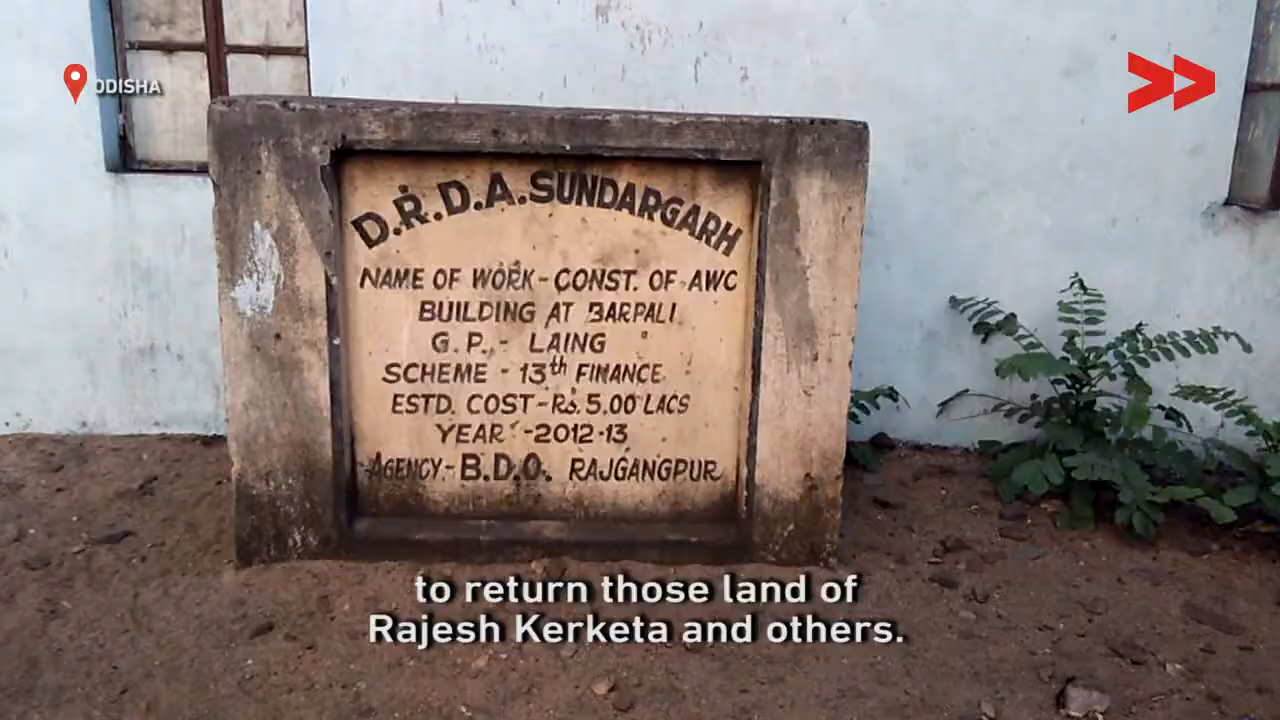 ODISHA
D.R.D.A. SUNDARGARH
NAME OF WORK - CONST. OF AWC
BUILDING AT BARPALI
G.P. - LAING
SCHEME - 13th FINANCE
ESTD. COST - Rs. 5.00 LACS
YEAR - 2012-13
AGENCY - B.D.O. RAJGANGPUR
to return those land of
Rajesh Kerketa and others.